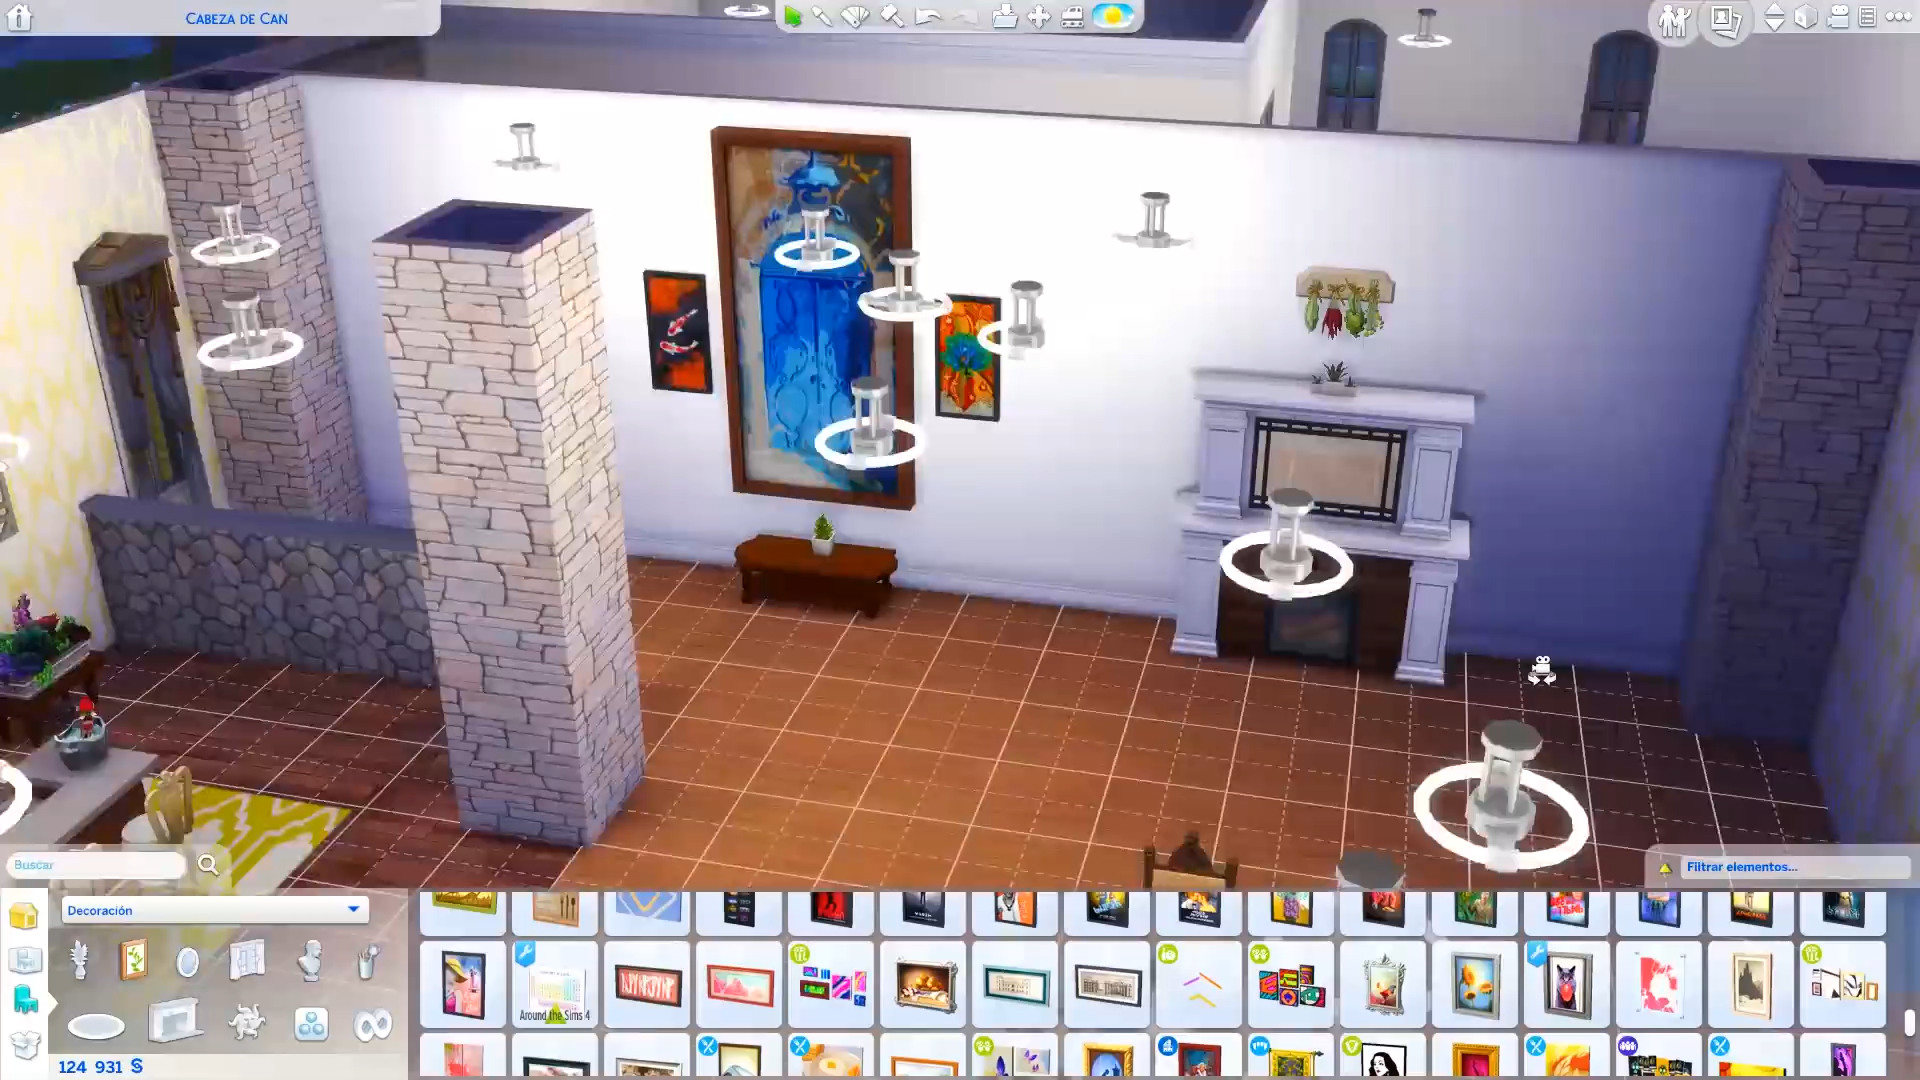 CABEZA DE CAN
Buscar
Filtrar elementos...
Decoración
Around the Sims 4
124 931 S